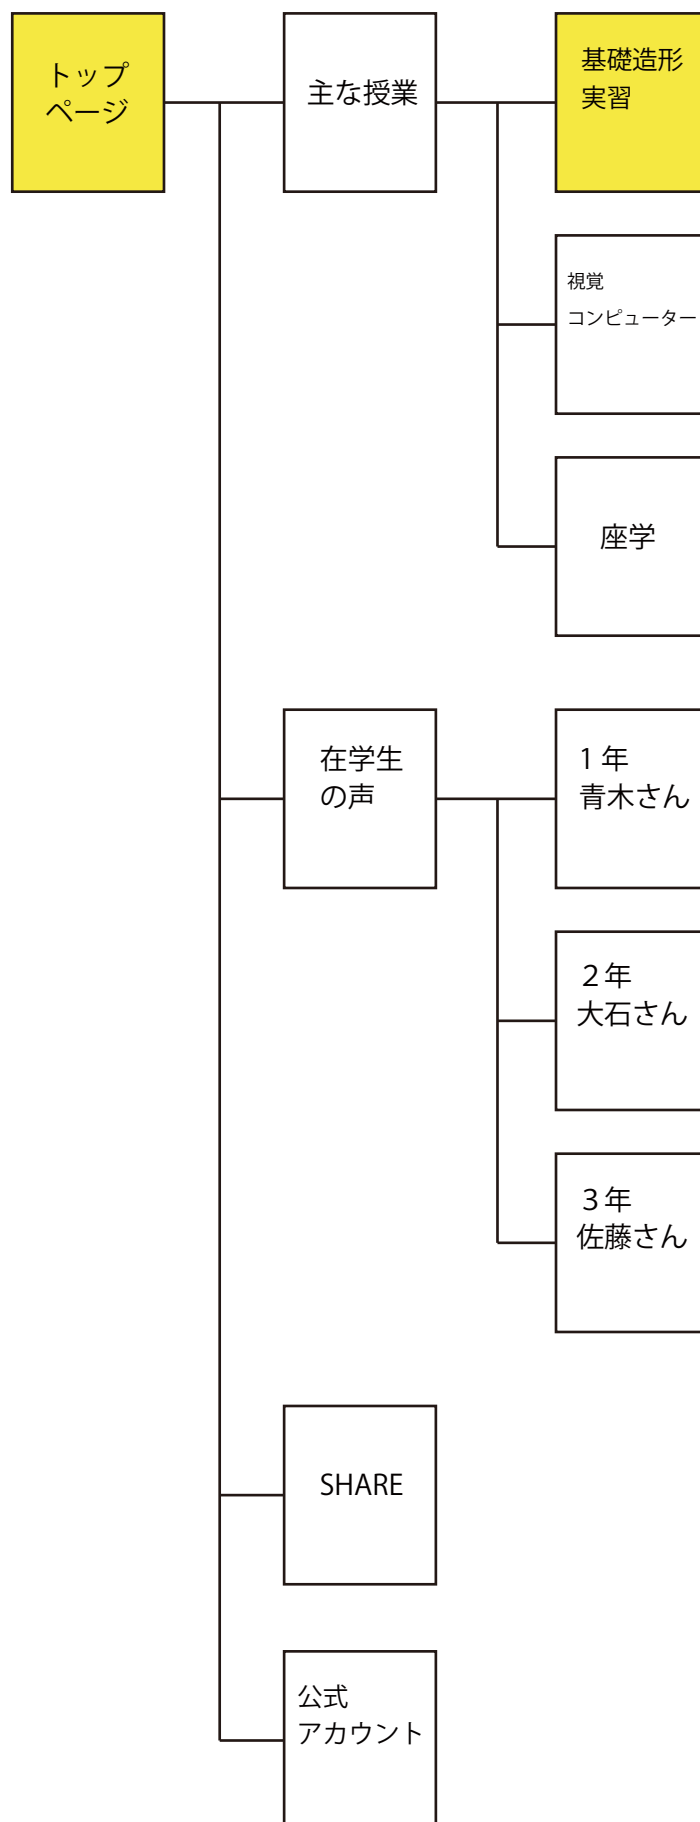 トップ
ページ
主な授業
基礎造形
実習
視覚
コンピューター
座学
在学生
の声
1 年
青木さん
２年
大石さん
３年
佐藤さん
SHARE
公式
アカウント